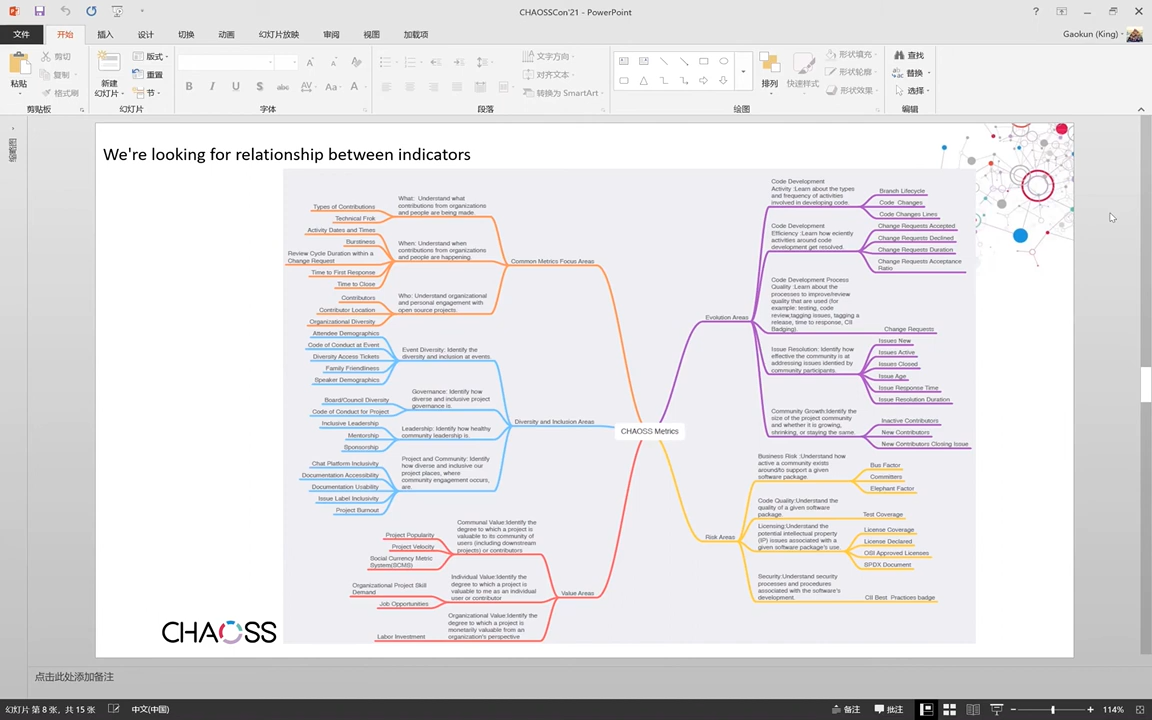 CHAOSSCon'21 - PowerPoint
文件
开始
插入
设计
切换
动画
幻灯片放映
审阅
视图
加载项
Gaokun (King)
粘贴
剪切
复制
格式刷
剪贴板
新建
幻灯片
版式
重置
节
幻灯片
B I U S abc AV Aa A
字体
文字方向
对齐文本
转换为 SmartArt
段落
排列
快速样式
形状填充
形状轮廓
形状效果
绘图
查找
替换
选择
编辑
缩略图
We're looking for relationship between indicators
CHAOSS Metrics
Common Metrics Focus Areas
What: Understand what
contributions from organizations
and people are being made.
Types of Contributions
Technical Frok
When: Understand when
contributions from organizations
and people are happening.
Activity Dates and Times
Burstiness
Review Cycle Duration within a
Change Request
Time to First Response
Time to Close
Who: Understand organizational
and personal engagement with
open source projects.
Contributors
Contributor Location
Organizational Diversity
Diversity and Inclusion Areas
Event Diversity: Identify the
diversity and inclusion at events.
Attendee Demographics
Code of Conduct at Event
Diversity Access Tickets
Family Friendliness
Speaker Demographics
Governance: Identify how
diverse and inclusive project
governance is.
Board/Council Diversity
Code of Conduct for Project
Leadership: Identify how healthy
community leadership is.
Inclusive Leadership
Mentorship
Sponsorship
Project and Community: Identify
how diverse and inclusive our
project places, where
community engagement occurs,
are.
Chat Platform Inclusivity
Documentation Accessibility
Documentation Usability
Issue Label Inclusivity
Project Burnout
Value Areas
Communal Value:Identify the
degree to which a project is
valuable to its community of
users (including downstream
projects) or contributors
Project Popularity
Project Velocity
Social Currency Metric
System(SCMS)
Individual Value:Identify the
degree to which a project is
valuable to me as an individual
user or contributor
Organizational Project Skill
Demand
Job Opportunities
Organizational Value:Identify the
degree to which a project is
monetarily valuable from an
organization's perspective
Labor Investment
Evolution Areas
Code Development
Activity :Learn about the types
and frequency of activities
involved in developing code.
Branch Lifecycle
Code Changes
Code Changes Lines
Code Development
Efficiency :Learn how eciently
activities around code
development get resolved.
Change Requests Accepted
Change Requests Declined
Change Requests Duration
Change Requests Acceptance
Ratio
Code Development Process
Quality :Learn about the
processes to improve/review
quality that are used (for
example: testing, code
review,tagging issues, tagging a
release, time to response, CII
Badging).
Change Requests
Issue Resolution: Identify how
effective the community is at
addressing issues identied by
community participants.
Issues New
Issues Active
Issues Closed
Issue Age
Issue Response Time
Issue Resolution Duration
Community Growth:Identify the
size of the project community
and whether it is growing,
shrinking, or staying the same.
Inactive Contributors
New Contributors
New Contributors Closing Issue
Risk Areas
Business Risk :Understand how
active a community exists
around/to support a given
software package.
Bus Factor
Committers
Elephant Factor
Code Quality:Understand the
quality of a given software
package.
Test Coverage
Licensing:Understand the
potential intellectual property
(IP) issues associated with a
given software package's use.
License Coverage
License Declared
OSI Approved Licenses
SPDX Document
Security:Understand security
processes and procedures
associated with the software's
development.
CII Best Practices badge
CHAOSS
点击此处添加备注
幻灯片 第 8 张，共 15 张
中文(中国)
备注
批注
114%